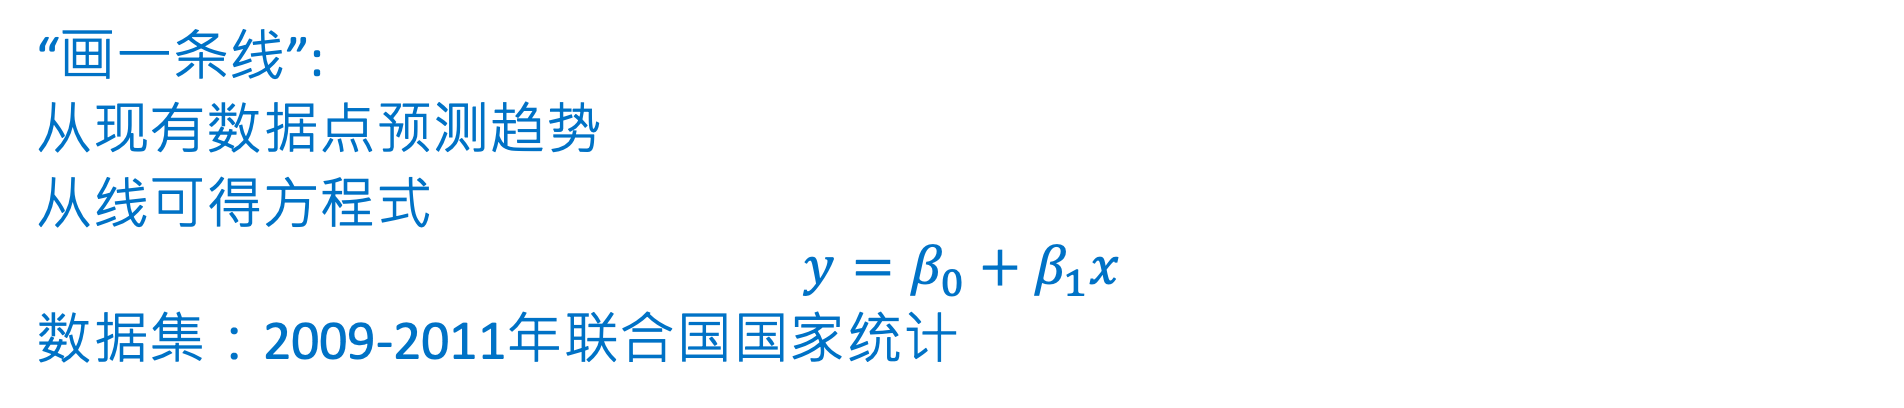 “画一条线”:
从现有数据点预测趋势
从线可得方程式
y = β₀ + β₁x
数据集：2009-2011年联合国国家统计